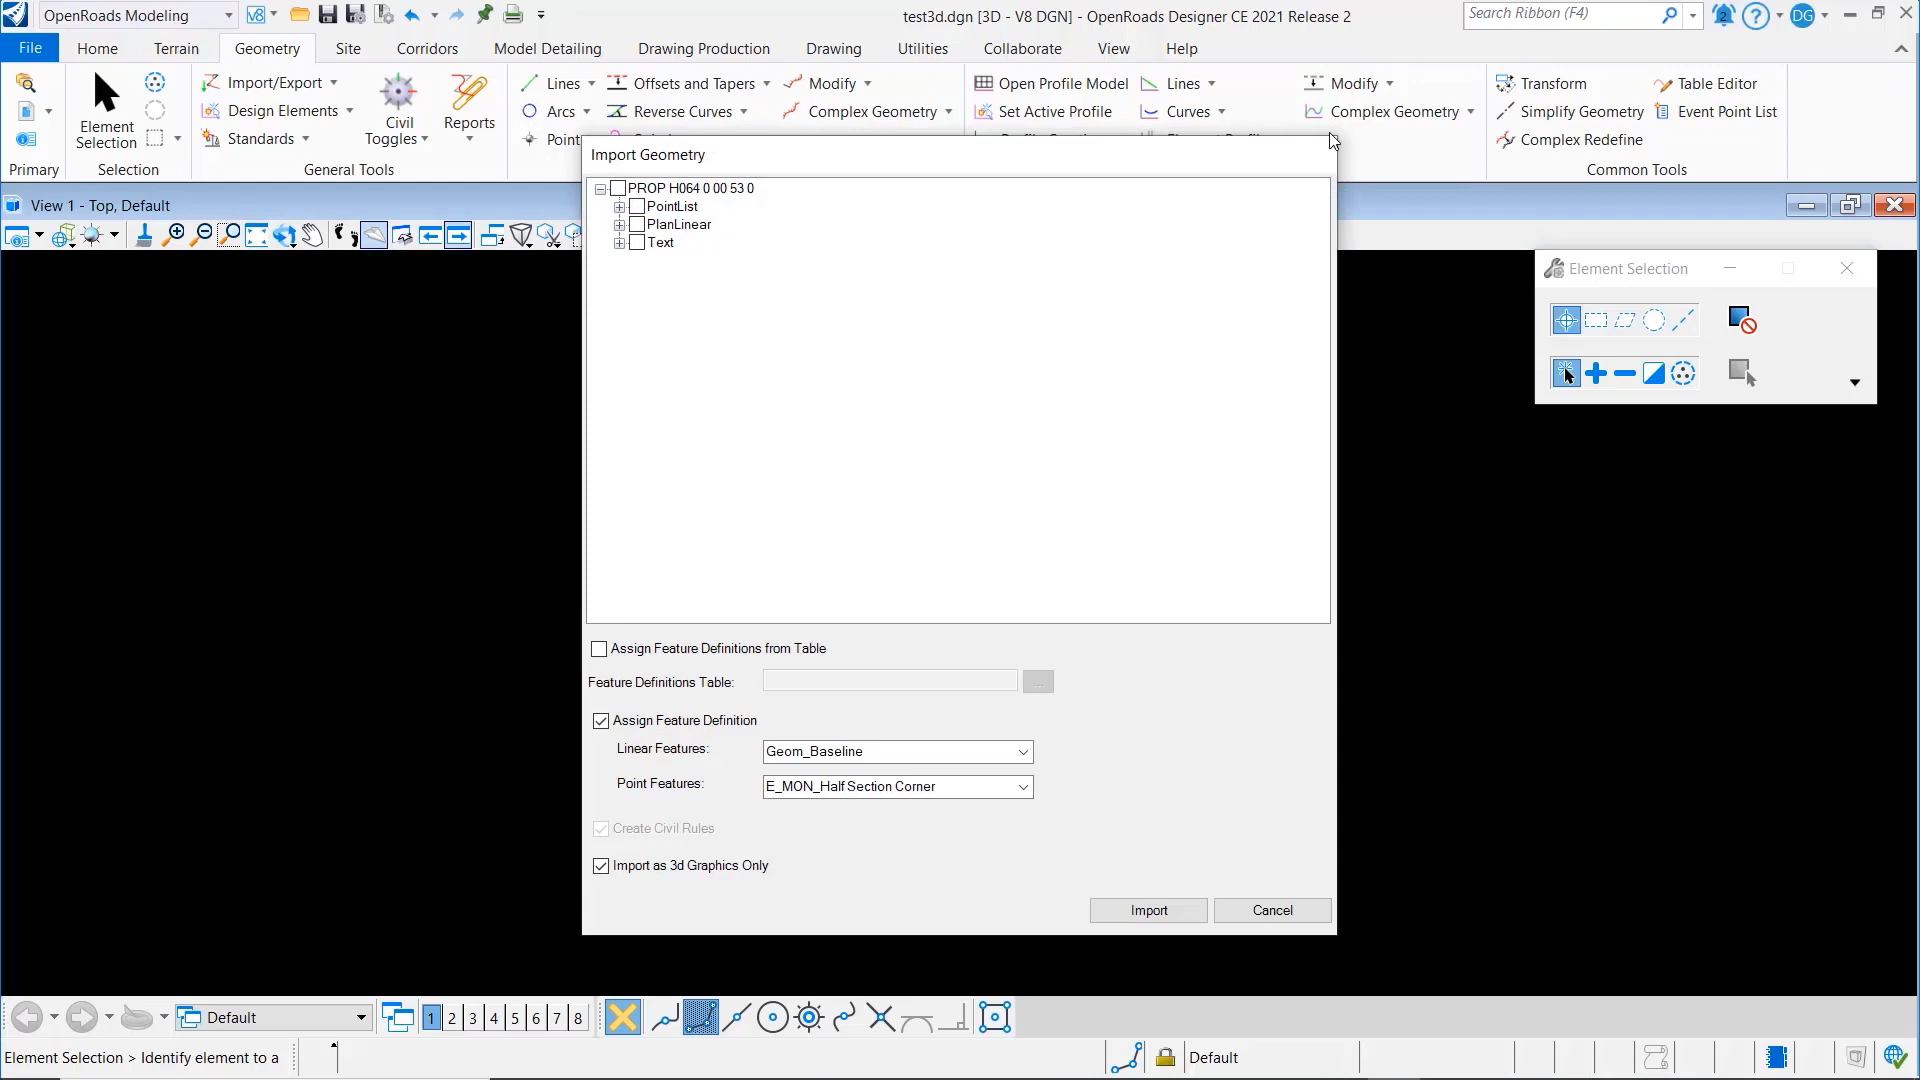 OpenRoads Modeling
test3d.dgn [3D - V8 DGN] - OpenRoads Designer CE 2021 Release 2
Search Ribbon (F4)
2
DG
File
Home
Terrain
Geometry
Site
Corridors
Model Detailing
Drawing Production
Drawing
Utilities
Collaborate
View
Help
Primary
Element
Selection
Selection
Import/Export
Design Elements
Standards
Civil
Toggles
Reports
General Tools
Lines
Arcs
Point
Offsets and Tapers
Reverse Curves
Modify
Complex Geometry
Open Profile Model
Set Active Profile
Lines
Curves
Modify
Complex Geometry
Transform
Simplify Geometry
Complex Redefine
Table Editor
Event Point List
Common Tools
View 1 - Top, Default
Import Geometry
PROP H064 0 00 53 0
PointList
PlanLinear
Text
Assign Feature Definitions from Table
Feature Definitions Table:
...
Assign Feature Definition
Linear Features:
Geom_Baseline
Point Features:
E_MON_Half Section Corner
Create Civil Rules
Import as 3d Graphics Only
Import
Cancel
Element Selection
Default
1 2 3 4 5 6 7 8
Element Selection > Identify element to a
Default